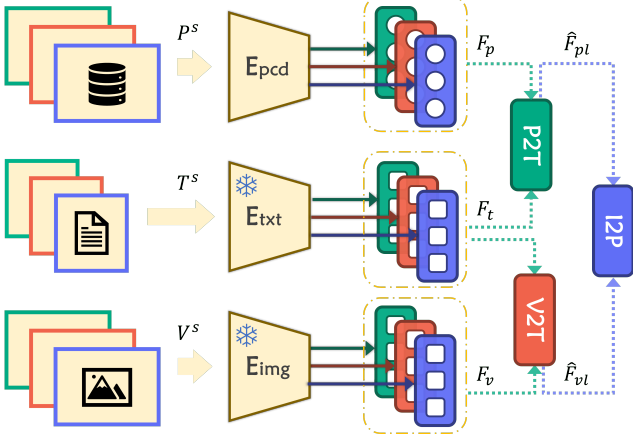 P^s
E_pcd
F_p
F̂_pl
P2T
T^s
E_txt
F_t
I2P
V2T
V^s
E_img
F_v
F̂_vl